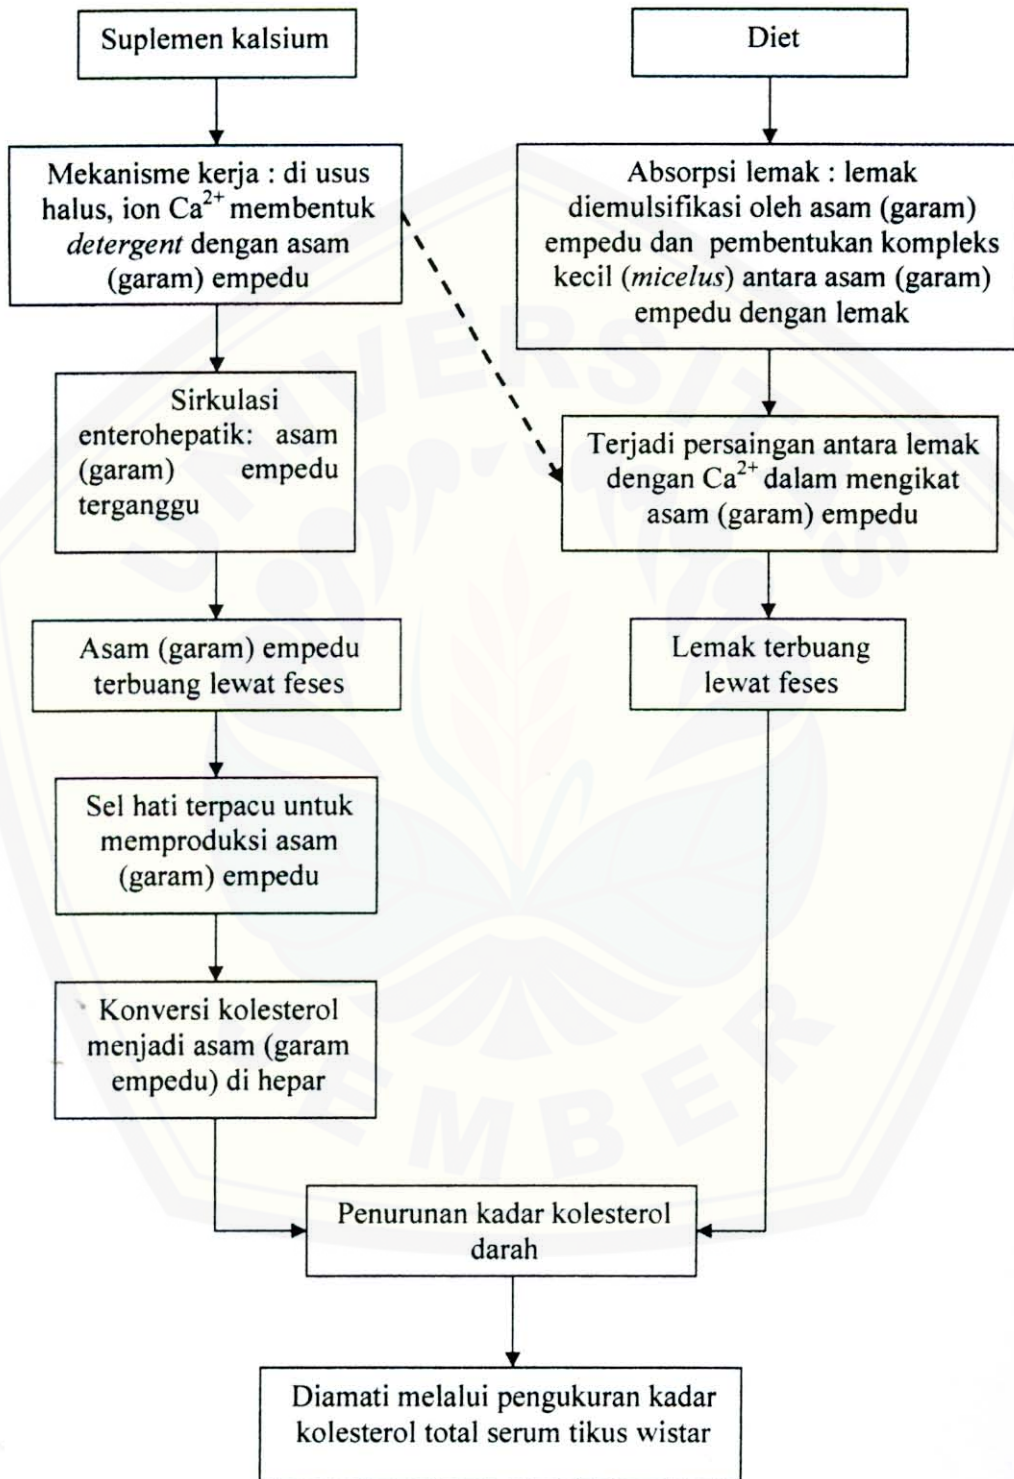 Suplemen kalsium
Diet
Mekanisme kerja : di usus
halus, ion Ca²⁺ membentuk
detergent dengan asam
(garam) empedu
Absorpsi lemak : lemak
diemulsifikasi oleh asam (garam)
empedu dan pembentukan kompleks
kecil (micelus) antara asam (garam)
empedu dengan lemak
Sirkulasi
enterohepatik: asam
(garam) empedu
terganggu
Terjadi persaingan antara lemak
dengan Ca²⁺ dalam mengikat
asam (garam) empedu
Asam (garam) empedu
terbuang lewat feses
Lemak terbuang
lewat feses
Sel hati terpacu untuk
memproduksi asam
(garam) empedu
Konversi kolesterol
menjadi asam (garam
empedu) di hepar
Penurunan kadar kolesterol
darah
Diamati melalui pengukuran kadar
kolesterol total serum tikus wistar
UNIVERSITAS
JEMBER